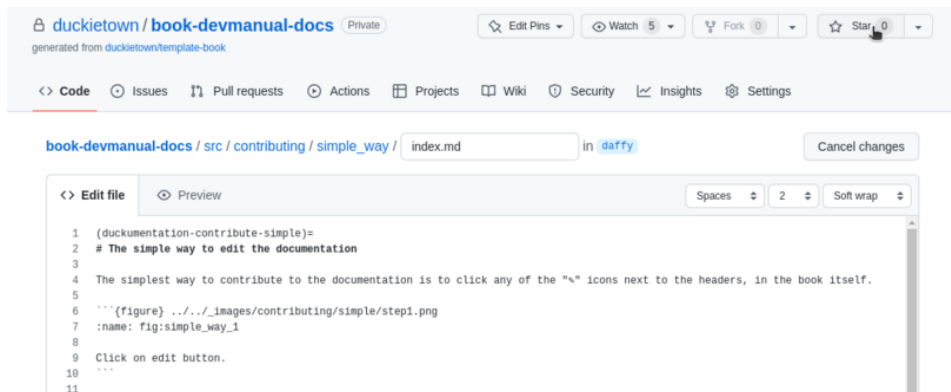 duckietown / book-devmanual-docs Private
Edit Pins Watch 5 Fork 0 Star 0
generated from duckietown/template-book
Code Issues Pull requests Actions Projects Wiki Security Insights Settings
book-devmanual-docs / src / contributing / simple_way / index.md in daffy Cancel changes
<> Edit file Preview Spaces 2 Soft wrap
1 (duckumentation-contribute-simple)=
2 # The simple way to edit the documentation
3
4 The simplest way to contribute to the documentation is to click any of the "✎" icons next to the headers, in the book itself.
5
6 ```{figure} ../../_images/contributing/simple/step1.png
7 :name: fig:simple_way_1
8
9 Click on edit button.
10 ```
11